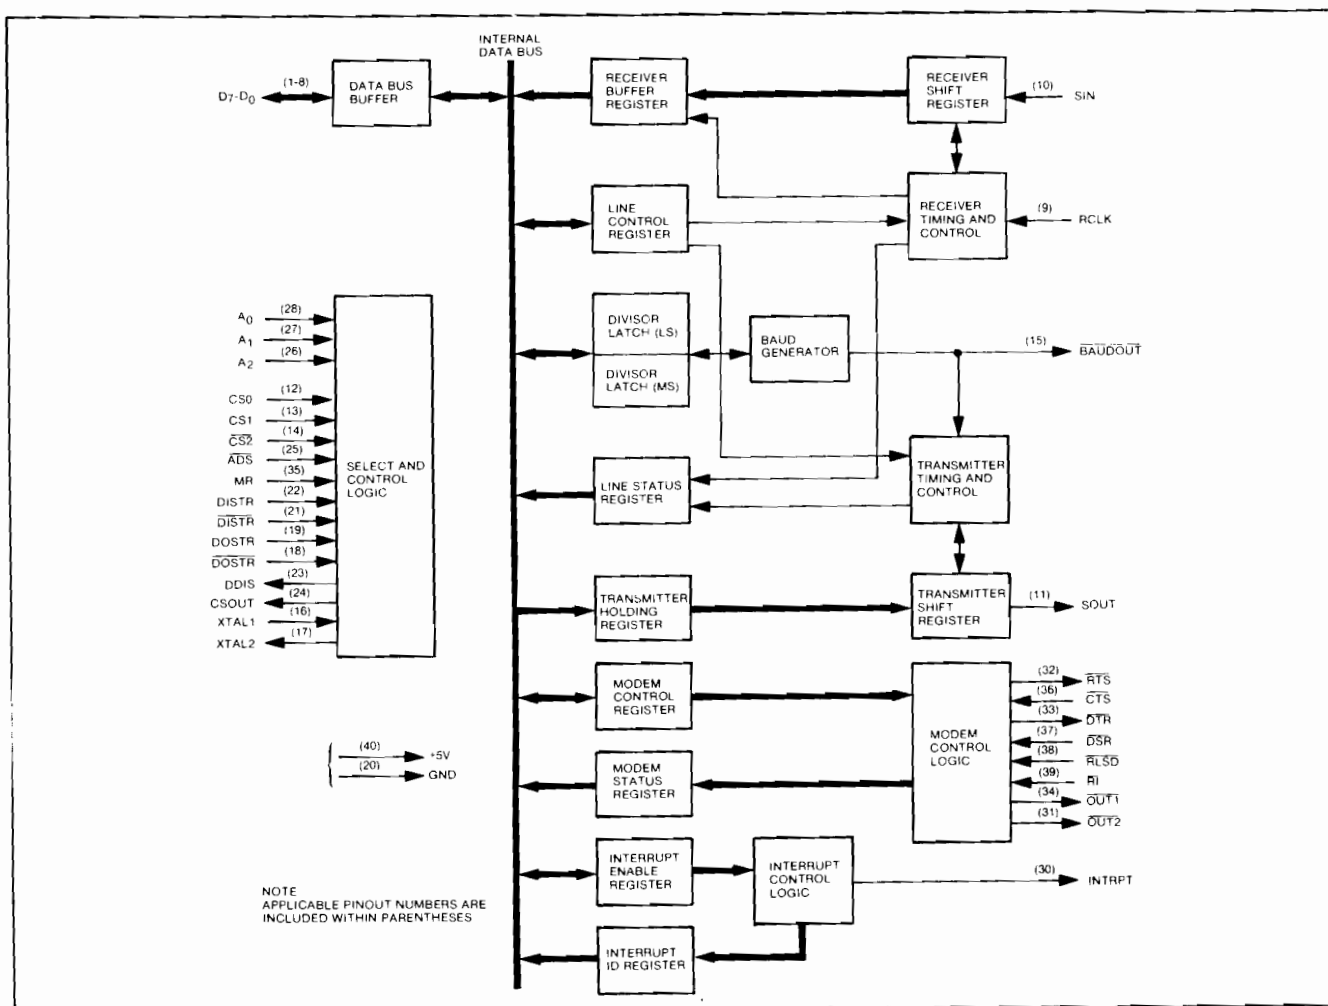 INTERNAL
DATA BUS
D7-D0
(1-8)
DATA BUS
BUFFER
RECEIVER
BUFFER
REGISTER
RECEIVER
SHIFT
REGISTER
(10)
SIN
LINE
CONTROL
REGISTER
RECEIVER
TIMING AND
CONTROL
(9)
RCLK
A0
(28)
A1
(27)
A2
(26)
CS0
(12)
CS1
(13)
CS2
(14)
ADS
(25)
MR
(35)
DISTR
(22)
DISTR
(21)
DOSTR
(19)
DOSTR
(18)
DDIS
(23)
CSOUT
(24)
XTAL1
(16)
XTAL2
(17)
SELECT AND
CONTROL
LOGIC
DIVISOR
LATCH (LS)
DIVISOR
LATCH (MS)
BAUD
GENERATOR
(15)
BAUDOUT
LINE STATUS
REGISTER
TRANSMITTER
TIMING AND
CONTROL
TRANSMITTER
HOLDING
REGISTER
TRANSMITTER
SHIFT
REGISTER
(11)
SOUT
MODEM
CONTROL
REGISTER
MODEM
STATUS
REGISTER
MODEM
CONTROL
LOGIC
(32)
RTS
(36)
CTS
(33)
DTR
(37)
DSR
(38)
RLSD
(39)
RI
(34)
OUT1
(31)
OUT2
(40)
+5V
(20)
GND
INTERRUPT
ENABLE
REGISTER
INTERRUPT
CONTROL
LOGIC
(30)
INTRPT
INTERRUPT
ID REGISTER
NOTE
APPLICABLE PINOUT NUMBERS ARE
INCLUDED WITHIN PARENTHESES